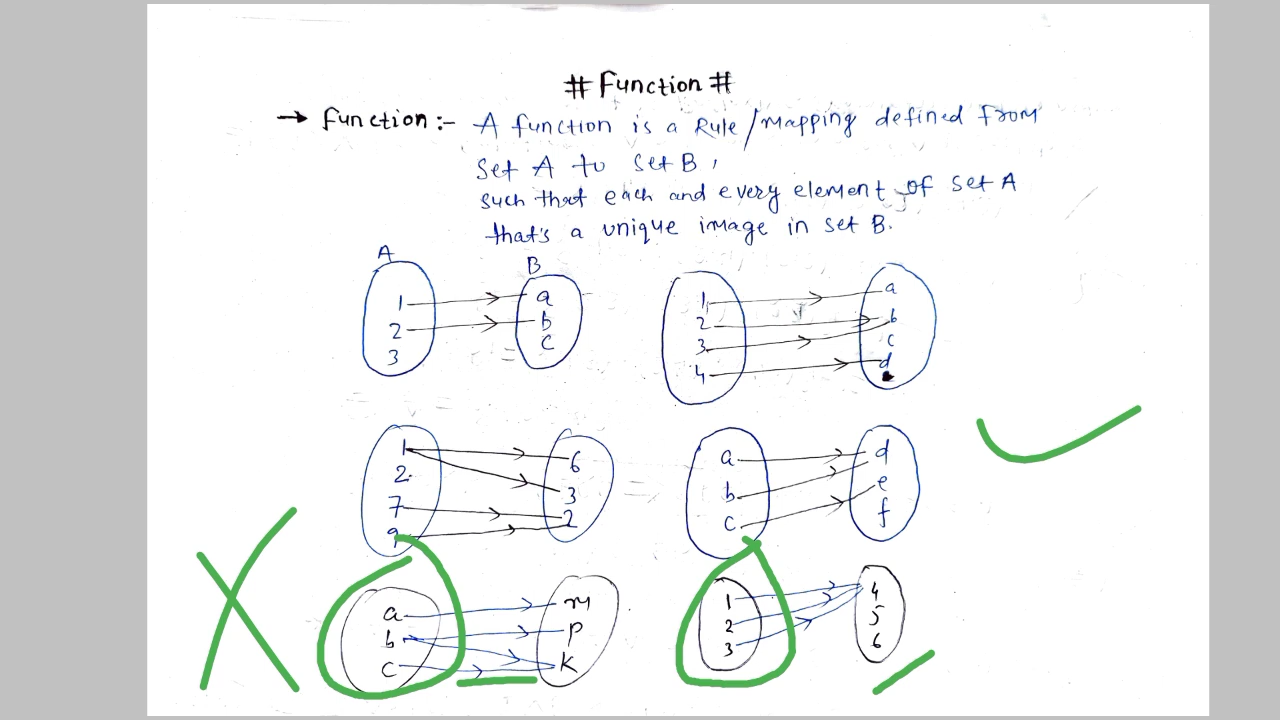 # Function #
→ function :- A function is a Rule/Mapping defined from
set A to set B,
such that each and every element of set A
that's a unique image in set B.
A
B
1
2
3
a
b
c
1
2
3
4
a
b
c
d
1
2
7
9
6
3
2
a
b
c
d
e
f
a
b
c
m
p
k
1
2
3
4
5
6